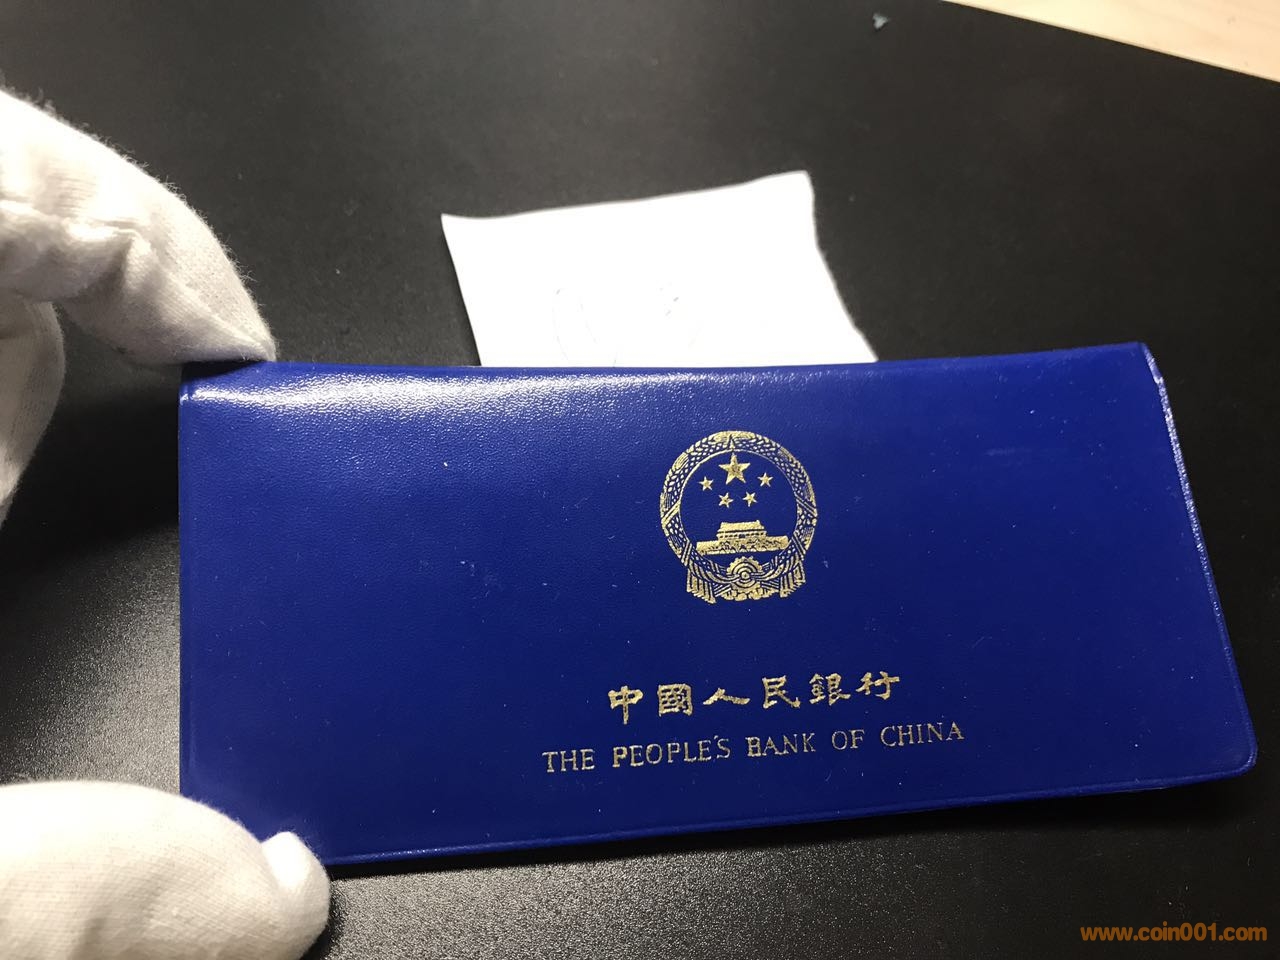 中國人民銀行
THE PEOPLE'S BANK OF CHINA
www.coin001.com